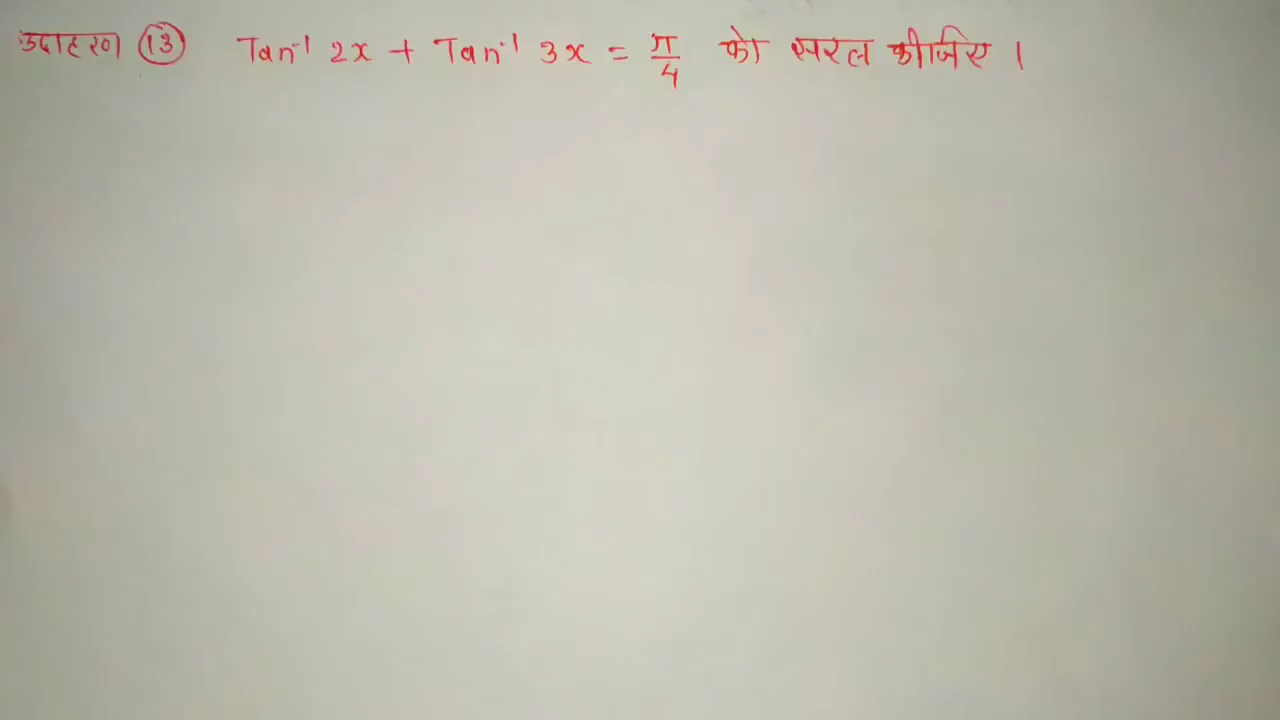 उदाहरण (13) Tan⁻¹ 2x + Tan⁻¹ 3x = π/4 को सरल कीजिए ।